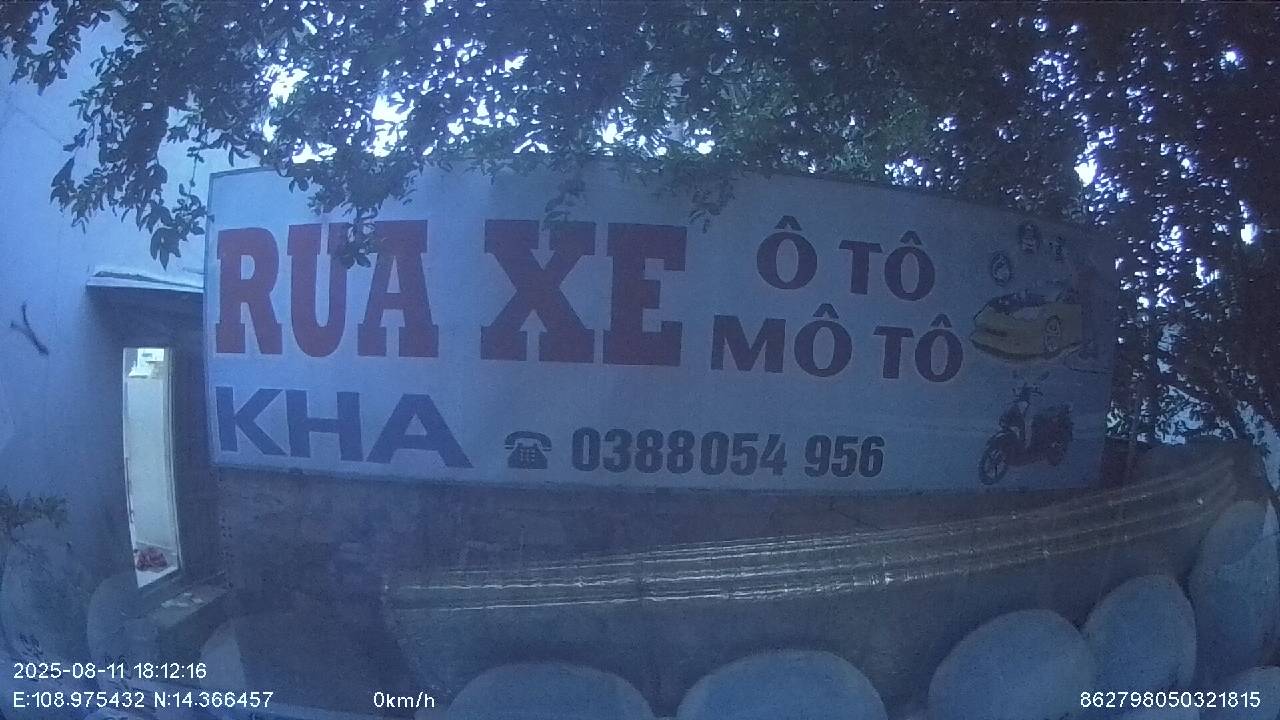 RỬA XE
Ô TÔ
MÔ TÔ
KHA
☎ 0388054 956
2025-08-11 18:12:16
E:108.975432 N:14.366457
0km/h
862798050321815